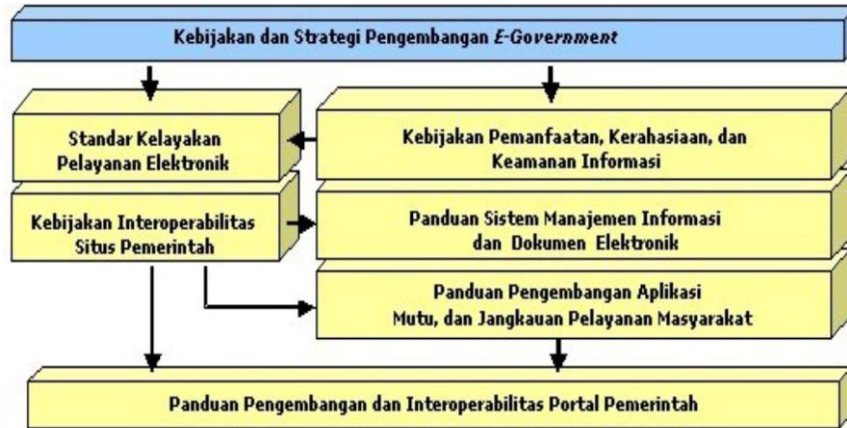 Kebijakan dan Strategi Pengembangan E-Government
Standar Kelayakan
Pelayanan Elektronik
Kebijakan Pemanfaatan, Kerahasiaan, dan
Keamanan Informasi
Kebijakan Interoperabilitas
Situs Pemerintah
Panduan Sistem Manajemen Informasi
dan Dokumen Elektronik
Panduan Pengembangan Aplikasi
Mutu, dan Jangkauan Pelayanan Masyarakat
Panduan Pengembangan dan Interoperabilitas Portal Pemerintah